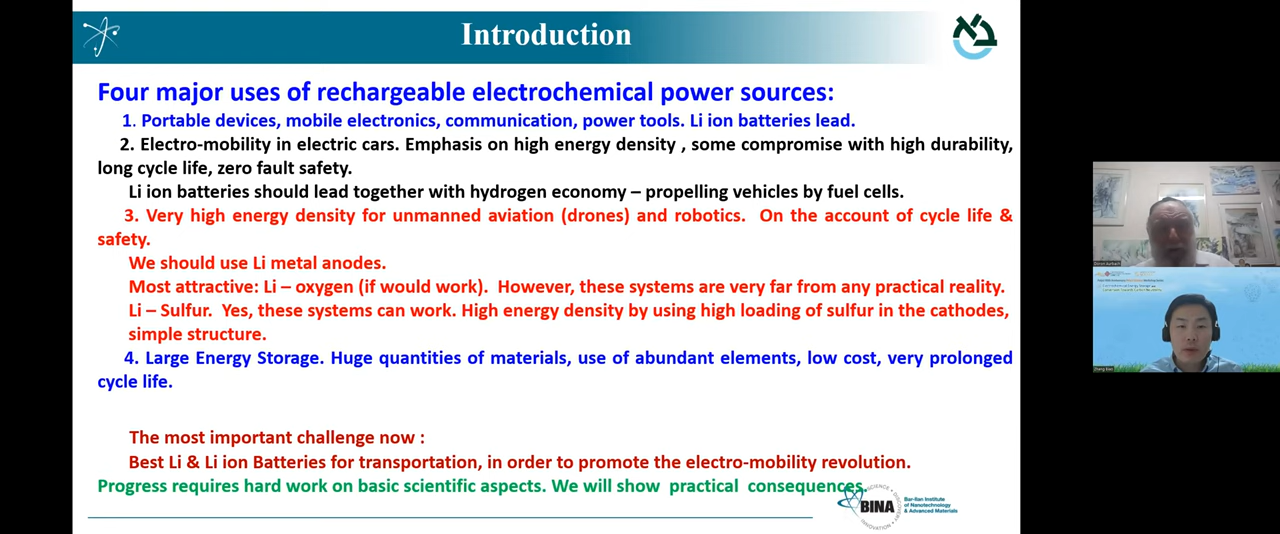 Introduction
Four major uses of rechargeable electrochemical power sources:
1. Portable devices, mobile electronics, communication, power tools. Li ion batteries lead.
2. Electro-mobility in electric cars. Emphasis on high energy density , some compromise with high durability,
long cycle life, zero fault safety.
Li ion batteries should lead together with hydrogen economy – propelling vehicles by fuel cells.
3. Very high energy density for unmanned aviation (drones) and robotics. On the account of cycle life &
safety.
We should use Li metal anodes.
Most attractive: Li – oxygen (if would work). However, these systems are very far from any practical reality.
Li – Sulfur. Yes, these systems can work. High energy density by using high loading of sulfur in the cathodes,
simple structure.
4. Large Energy Storage. Huge quantities of materials, use of abundant elements, low cost, very prolonged
cycle life.
The most important challenge now :
Best Li & Li ion Batteries for transportation, in order to promote the electro-mobility revolution.
Progress requires hard work on basic scientific aspects. We will show practical consequences.
BINA
Bar-Ilan Institute
of Nanotechnology
& Advanced Materials
SCIENCE • DISCOVERY
INNOVATION
Doron Aurbach